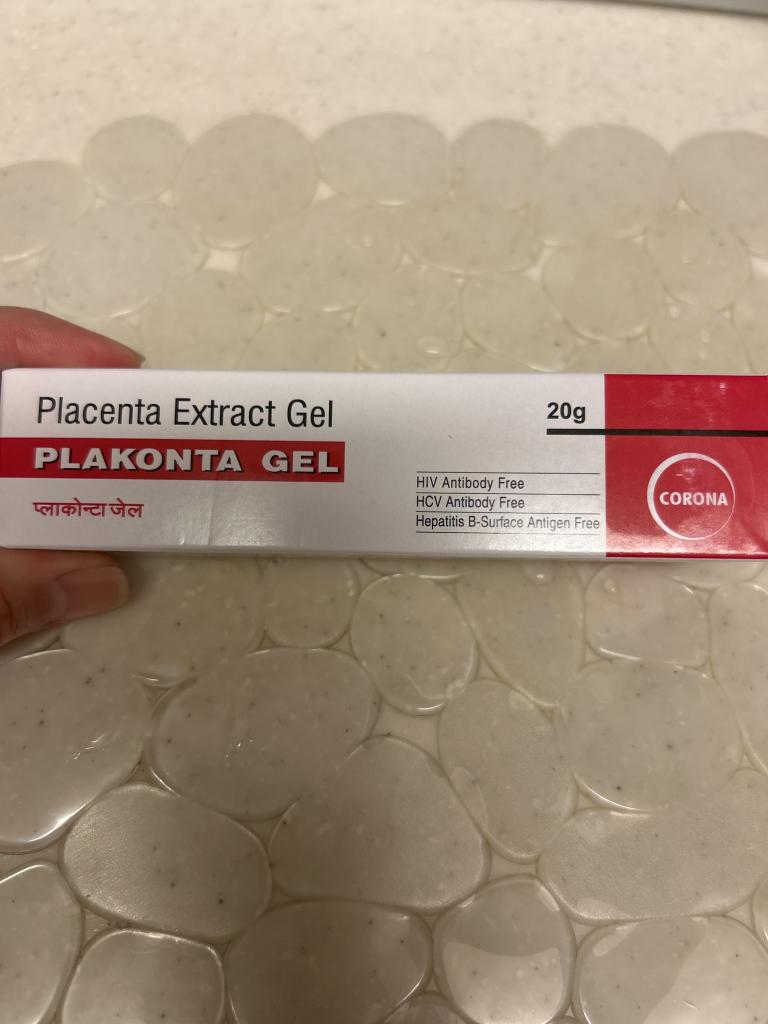 Placenta Extract Gel
PLAKONTA GEL
प्लाकोन्टा जेल
20g
HIV Antibody Free
HCV Antibody Free
Hepatitis B-Surface Antigen Free
CORONA